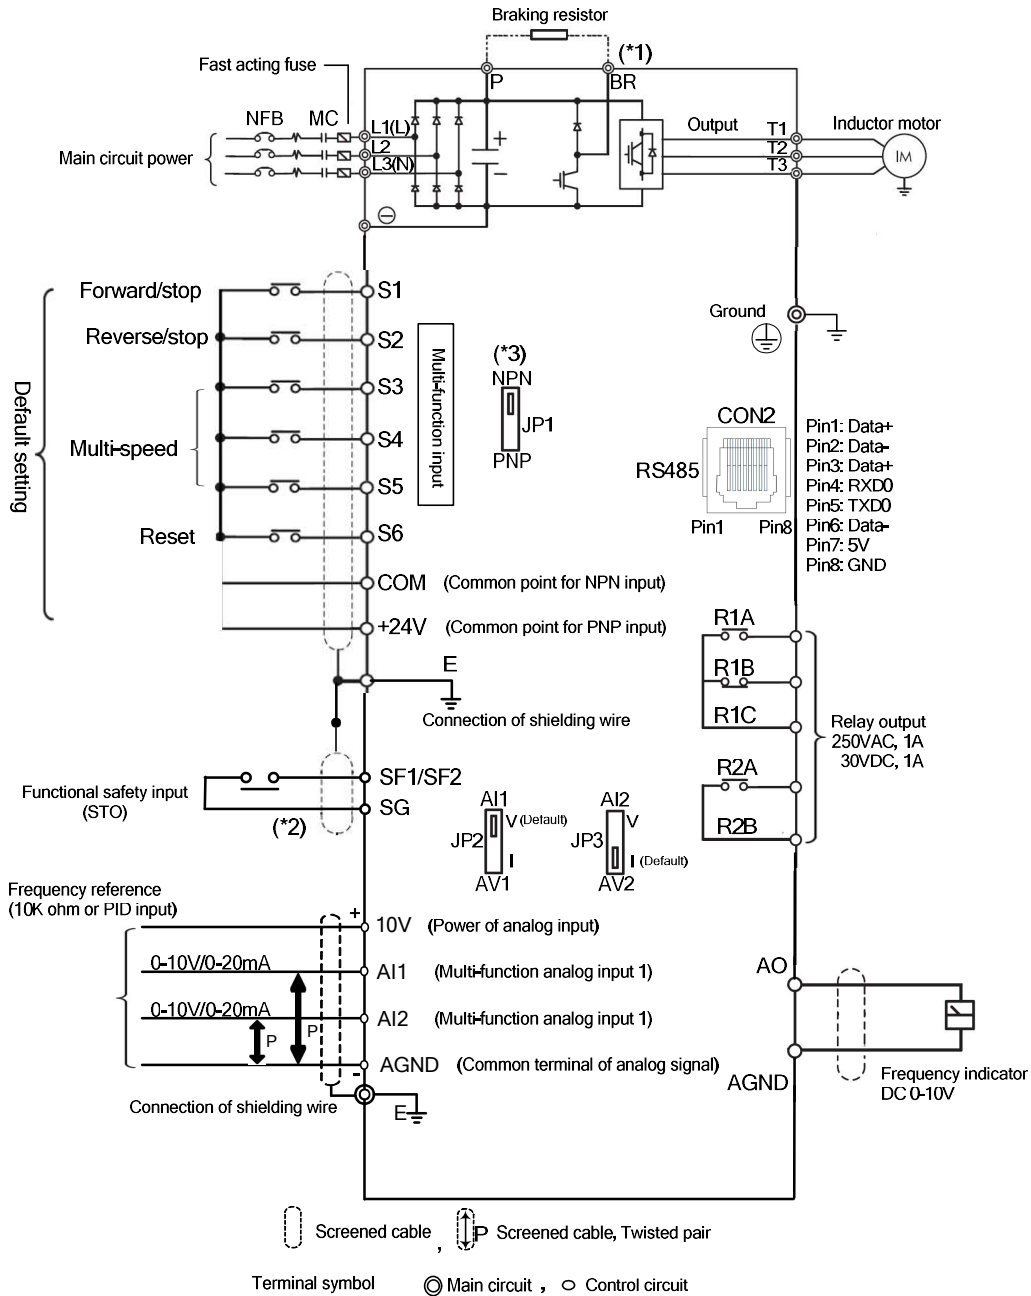 Braking resistor
(*1)
Fast acting fuse
P
BR
NFB
MC
L1(L)
L2
L3(N)
Main circuit power
Output
T1
T2
T3
Inductor motor
IM
Forward/stop
S1
Reverse/stop
S2
S3
Multi-speed
S4
S5
Reset
S6
Default setting
Multi-function input
COM (Common point for NPN input)
+24V (Common point for PNP input)
E
Connection of shielding wire
(*3)
NPN
JP1
PNP
Ground
CON2
RS485
Pin1
Pin8
Pin1: Data+
Pin2: Data-
Pin3: Data+
Pin4: RXD0
Pin5: TXD0
Pin6: Data-
Pin7: 5V
Pin8: GND
R1A
R1B
R1C
R2A
R2B
Relay output
250VAC, 1A
30VDC, 1A
Functional safety input
(STO)
(*2)
SF1/SF2
SG
AI1
V (Default)
JP2
I
AV1
AI2
V
JP3
I (Default)
AV2
Frequency reference
(10K ohm or PID input)
+
10V (Power of analog input)
0-10V/0-20mA
AI1 (Multi-function analog input 1)
0-10V/0-20mA
AI2 (Multi-function analog input 1)
P
P
AGND (Common terminal of analog signal)
-
Connection of shielding wire
E
AO
AGND
Frequency indicator
DC 0-10V
Screened cable , P Screened cable, Twisted pair
Terminal symbol Main circuit , Control circuit